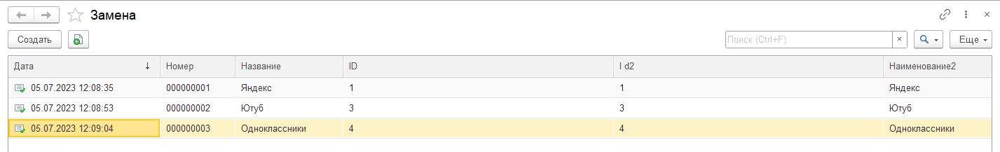 Замена
Создать Поиск (Ctrl+F) × Еще
Дата ↓ Номер Название ID I d2 Наименование2
05.07.2023 12:08:35 000000001 Яндекс 1 1 Яндекс
05.07.2023 12:08:53 000000002 Ютуб 3 3 Ютуб
05.07.2023 12:09:04 000000003 Одноклассники 4 4 Одноклассники